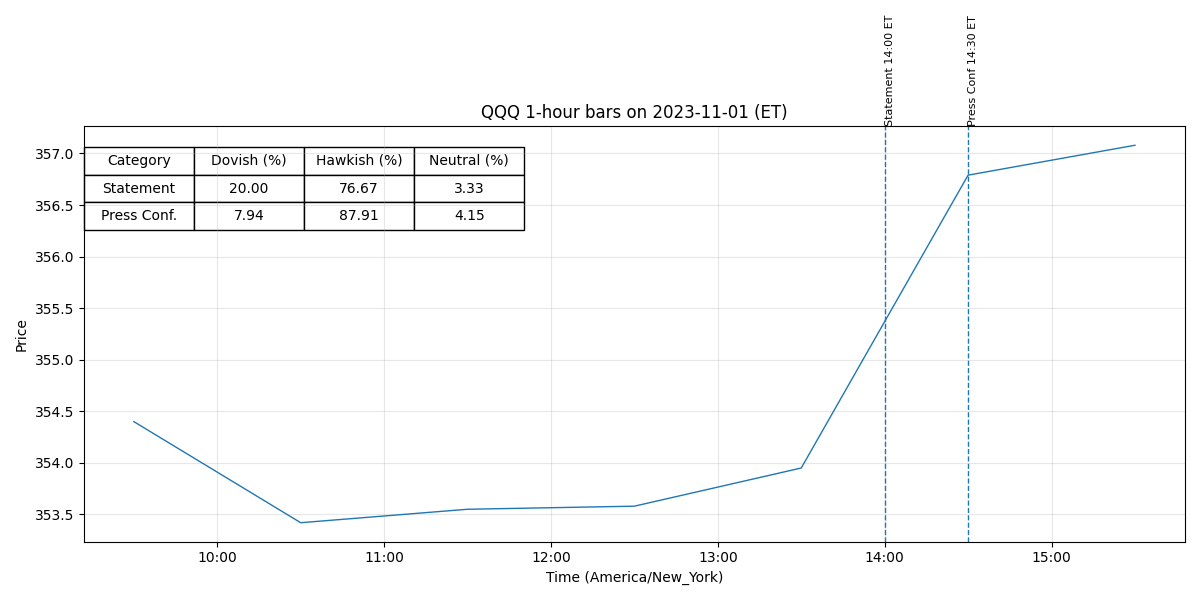 Statement 14:00 ET
Press Conf 14:30 ET
QQQ 1-hour bars on 2023-11-01 (ET)
Category Dovish (%) Hawkish (%) Neutral (%)
Statement 20.00 76.67 3.33
Press Conf. 7.94 87.91 4.15
Price
357.0
356.5
356.0
355.5
355.0
354.5
354.0
353.5
10:00 11:00 12:00 13:00 14:00 15:00
Time (America/New_York)